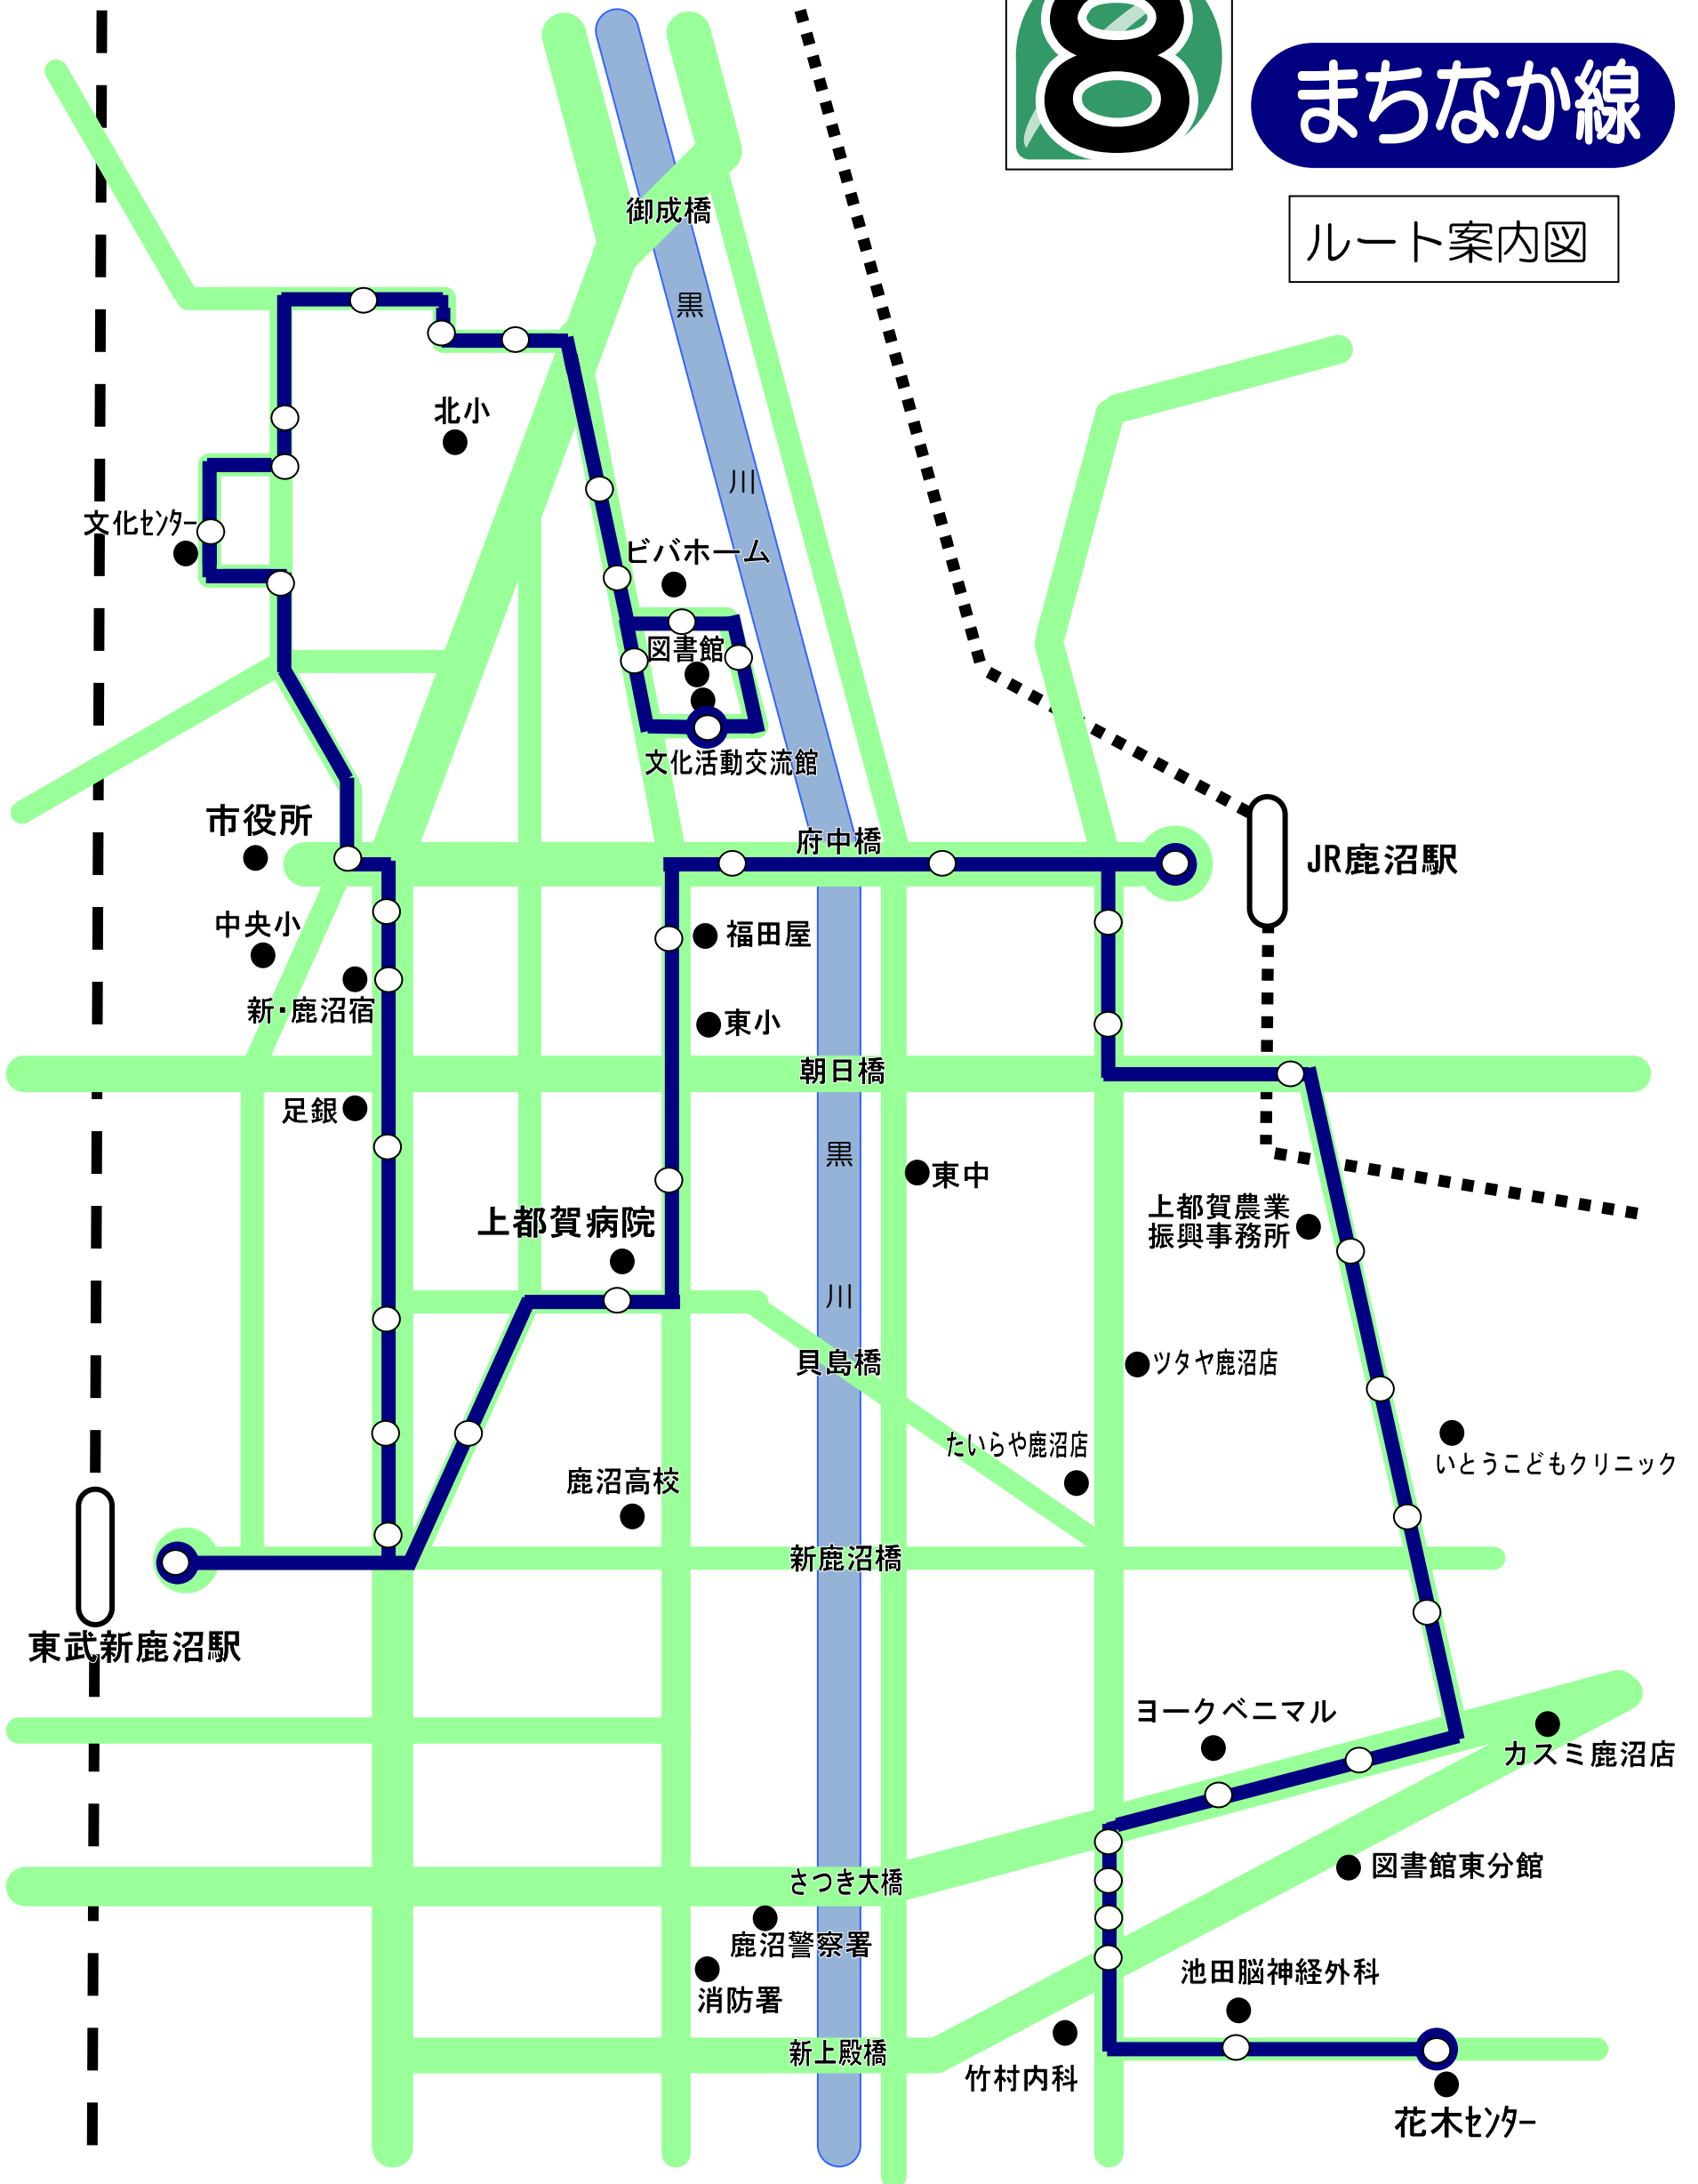 8
まちなか線
ルート案内図
御成橋
黒
北小
川
文化ｾﾝﾀｰ
ビバホーム
図書館
文化活動交流館
市役所
府中橋
JR鹿沼駅
中央小
福田屋
新・鹿沼宿
東小
朝日橋
足銀
黒
東中
上都賀病院
上都賀農業
振興事務所
川
貝島橋
ツタヤ鹿沼店
たいらや鹿沼店
いとうこどもクリニック
鹿沼高校
新鹿沼橋
東武新鹿沼駅
ヨークベニマル
カスミ鹿沼店
さつき大橋
図書館東分館
鹿沼警察署
池田脳神経外科
消防署
新上殿橋
竹村内科
花木ｾﾝﾀｰ